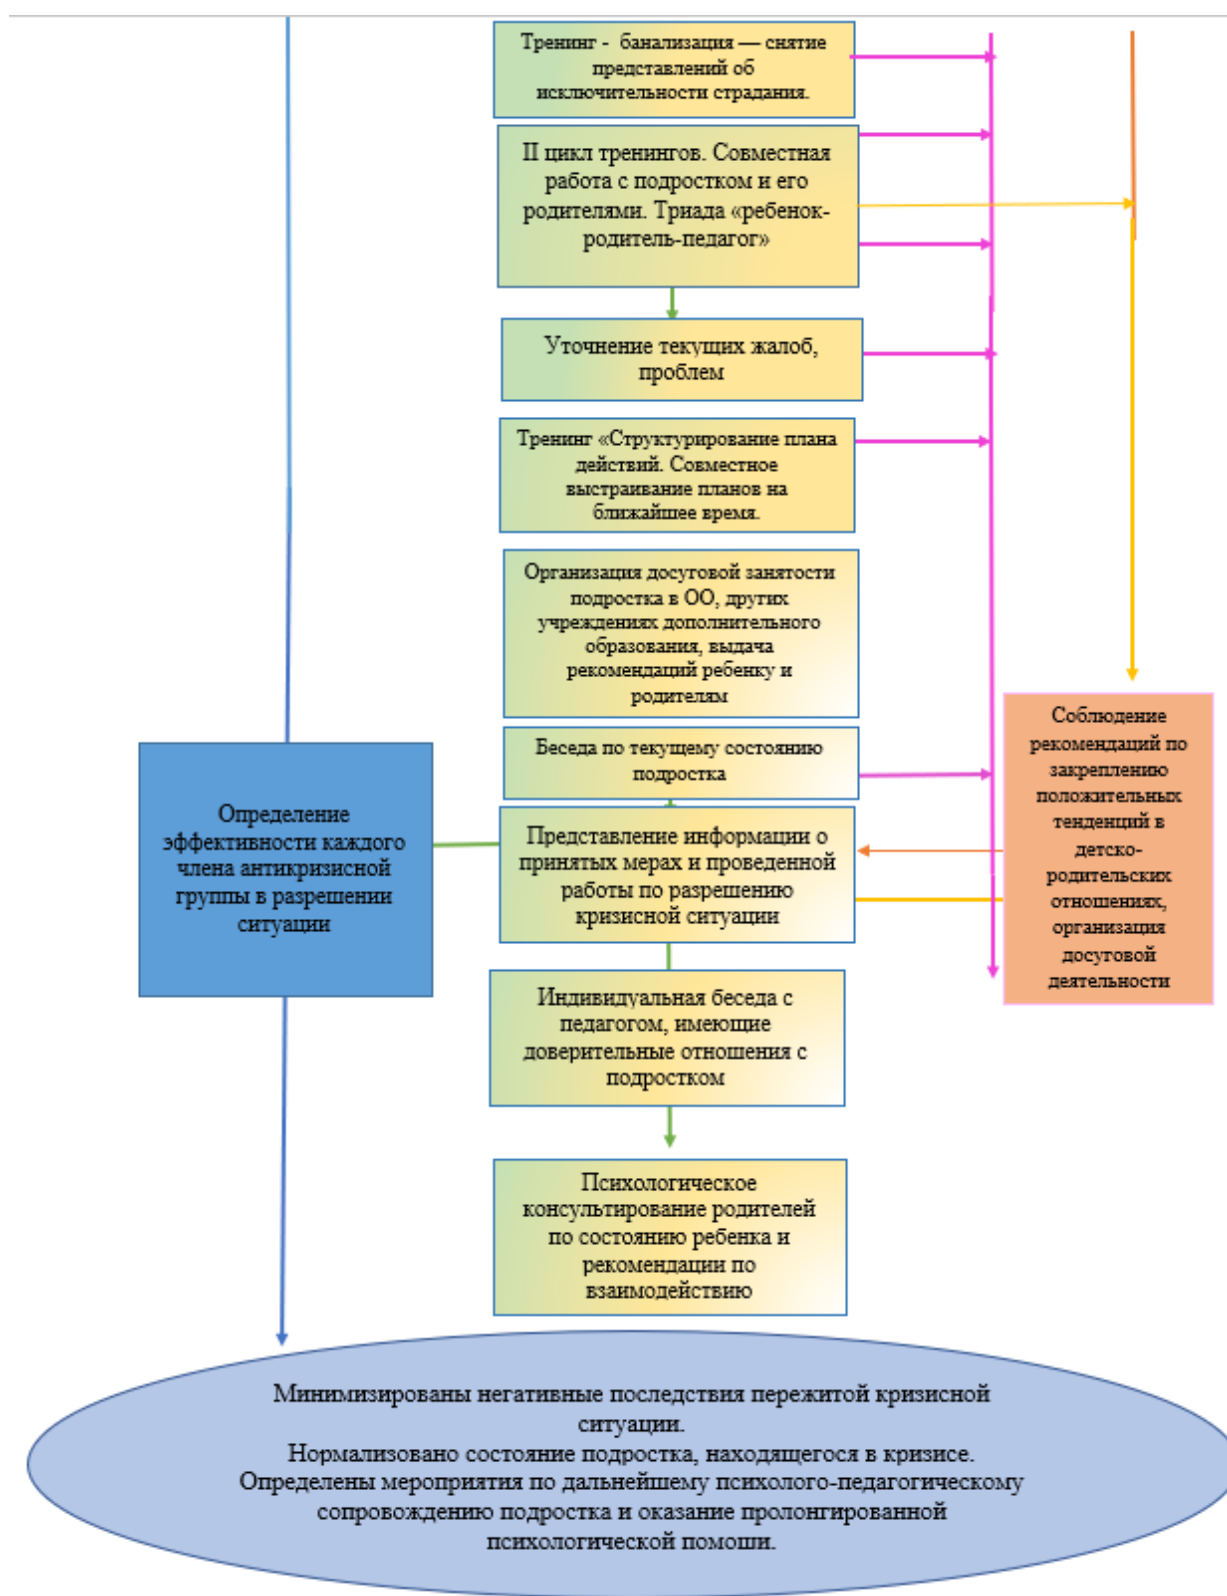 Тренинг - банализация — снятие
представлений об
исключительности страдания.
II цикл тренингов. Совместная
работа с подростком и его
родителями. Триада «ребенок-
родитель-педагог»
Уточнение текущих жалоб,
проблем
Тренинг «Структурирование плана
действий. Совместное
выстраивание планов на
ближайшее время.
Организация досуговой занятости
подростка в ОО, других
учреждениях дополнительного
образования, выдача
рекомендаций ребенку и
родителям
Беседа по текущему состоянию
подростка
Определение
эффективности каждого
члена антикризисной
группы в разрешении
ситуации
Представление информации о
принятых мерах и проведенной
работы по разрешению
кризисной ситуации
Соблюдение
рекомендаций по
закреплению
положительных
тенденций в
детско-
родительских
отношениях,
организация
досуговой
деятельности
Индивидуальная беседа с
педагогом, имеющие
доверительные отношения с
подростком
Психологическое
консультирование родителей
по состоянию ребенка и
рекомендации по
взаимодействию
Минимизированы негативные последствия пережитой кризисной
ситуации.
Нормализовано состояние подростка, находящегося в кризисе.
Определены мероприятия по дальнейшему психолого-педагогическому
сопровождению подростка и оказание пролонгированной
психологической помоши.